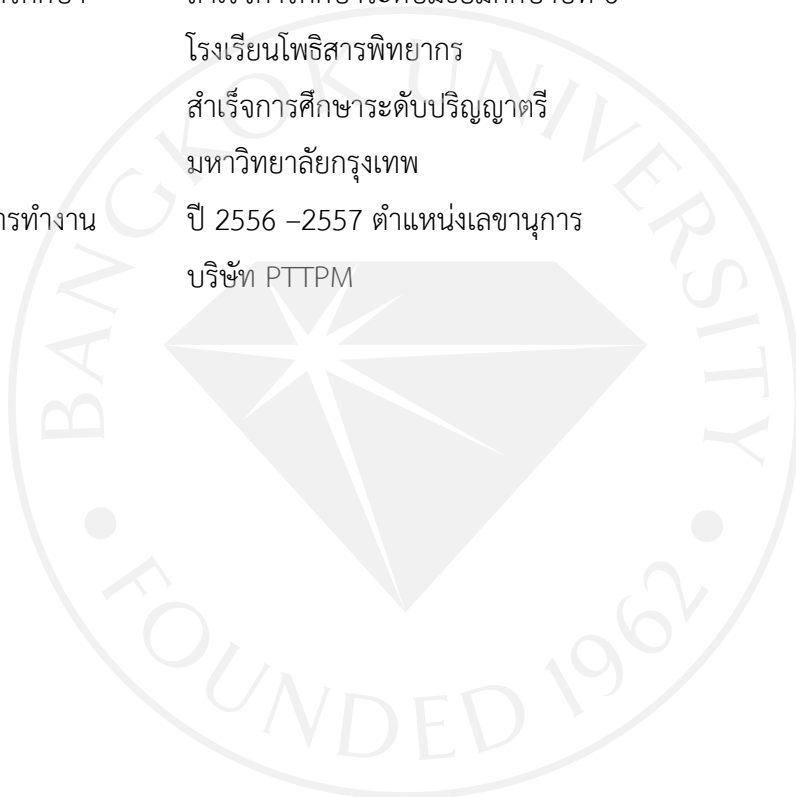 โรงเรียนโพธิสารพิทยากร
สำเร็จการศึกษาระดับปริญญาตรี
มหาวิทยาลัยกรุงเทพ
ปี 2556 –2557 ตำแหน่งเลขานุการ
บริษัท PTTPM
BANGKOK UNIVERSITY
FOUNDED 1962